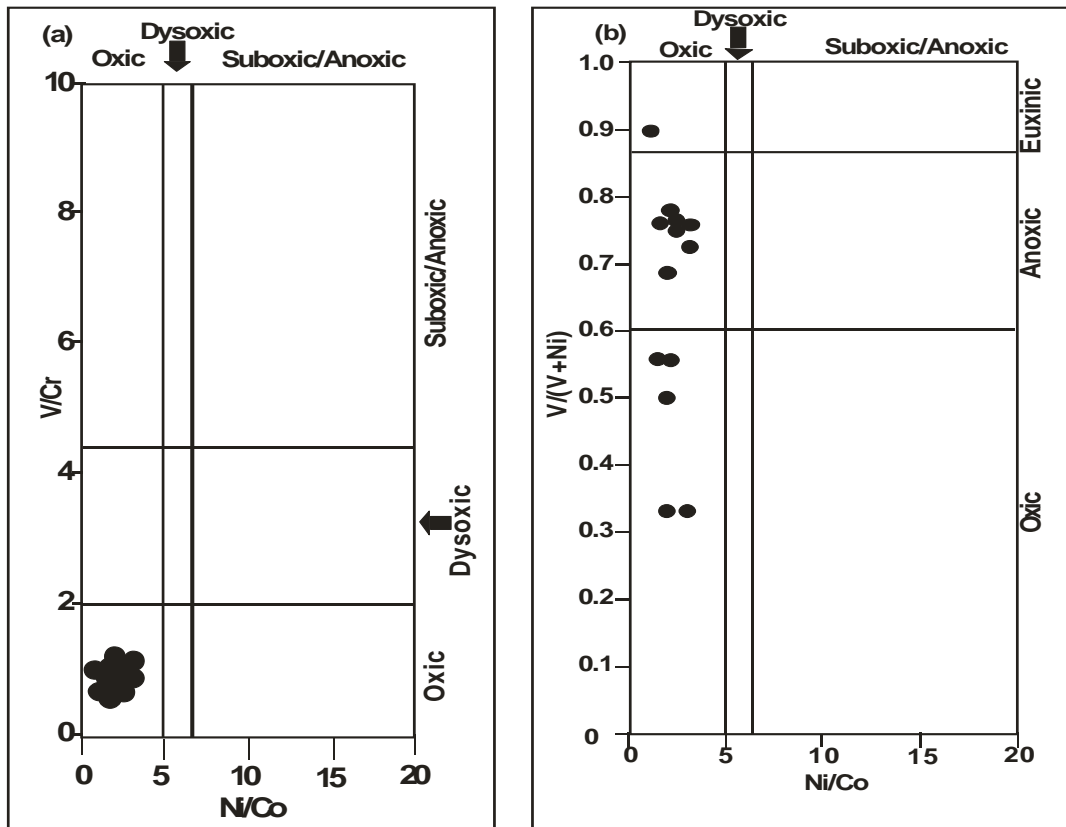 (a)
Dysoxic
Oxic
Suboxic/Anoxic
10
8
6
4
2
0
V/Cr
Suboxic/Anoxic
Dysoxic
Oxic
0
5
10
15
20
Ni/Co
(b)
Dysoxic
Oxic
Suboxic/Anoxic
1.0
0.9
0.8
0.7
0.6
0.5
0.4
0.3
0.2
0.1
0
V/(V+Ni)
Euxinic
Anoxic
Oxic
0
5
10
15
20
Ni/Co